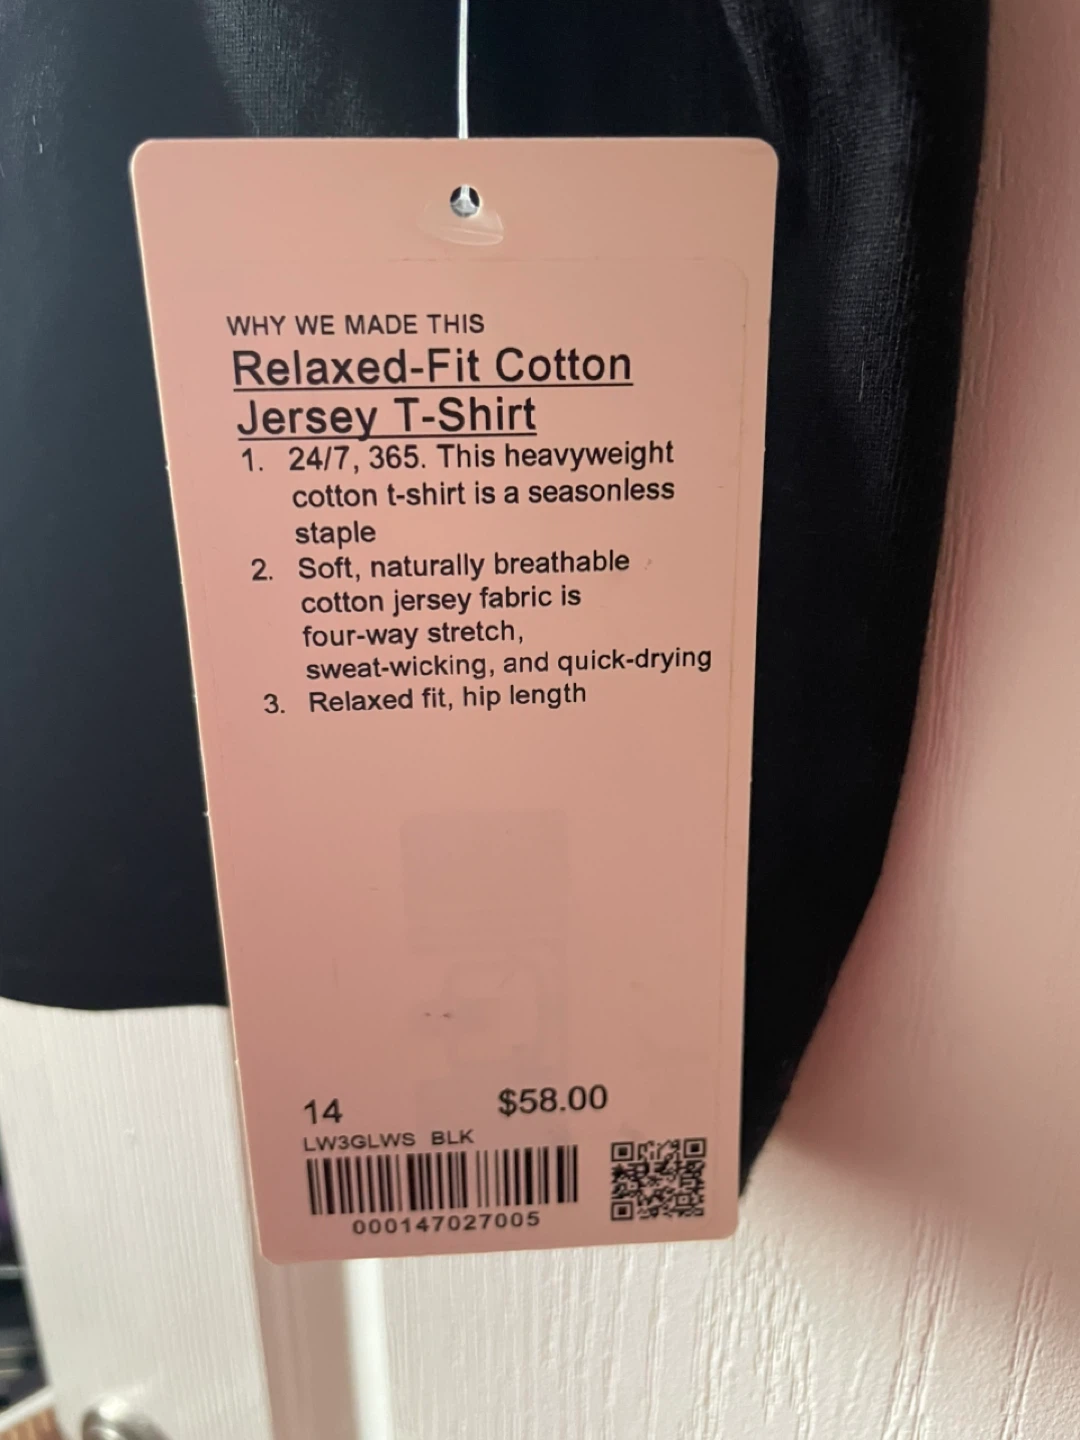 WHY WE MADE THIS
Relaxed-Fit Cotton
Jersey T-Shirt
1. 24/7, 365. This heavyweight
cotton t-shirt is a seasonless
staple
2. Soft, naturally breathable
cotton jersey fabric is
four-way stretch,
sweat-wicking, and quick-drying
3. Relaxed fit, hip length
14 $58.00
LW3GLWS BLK
000147027005